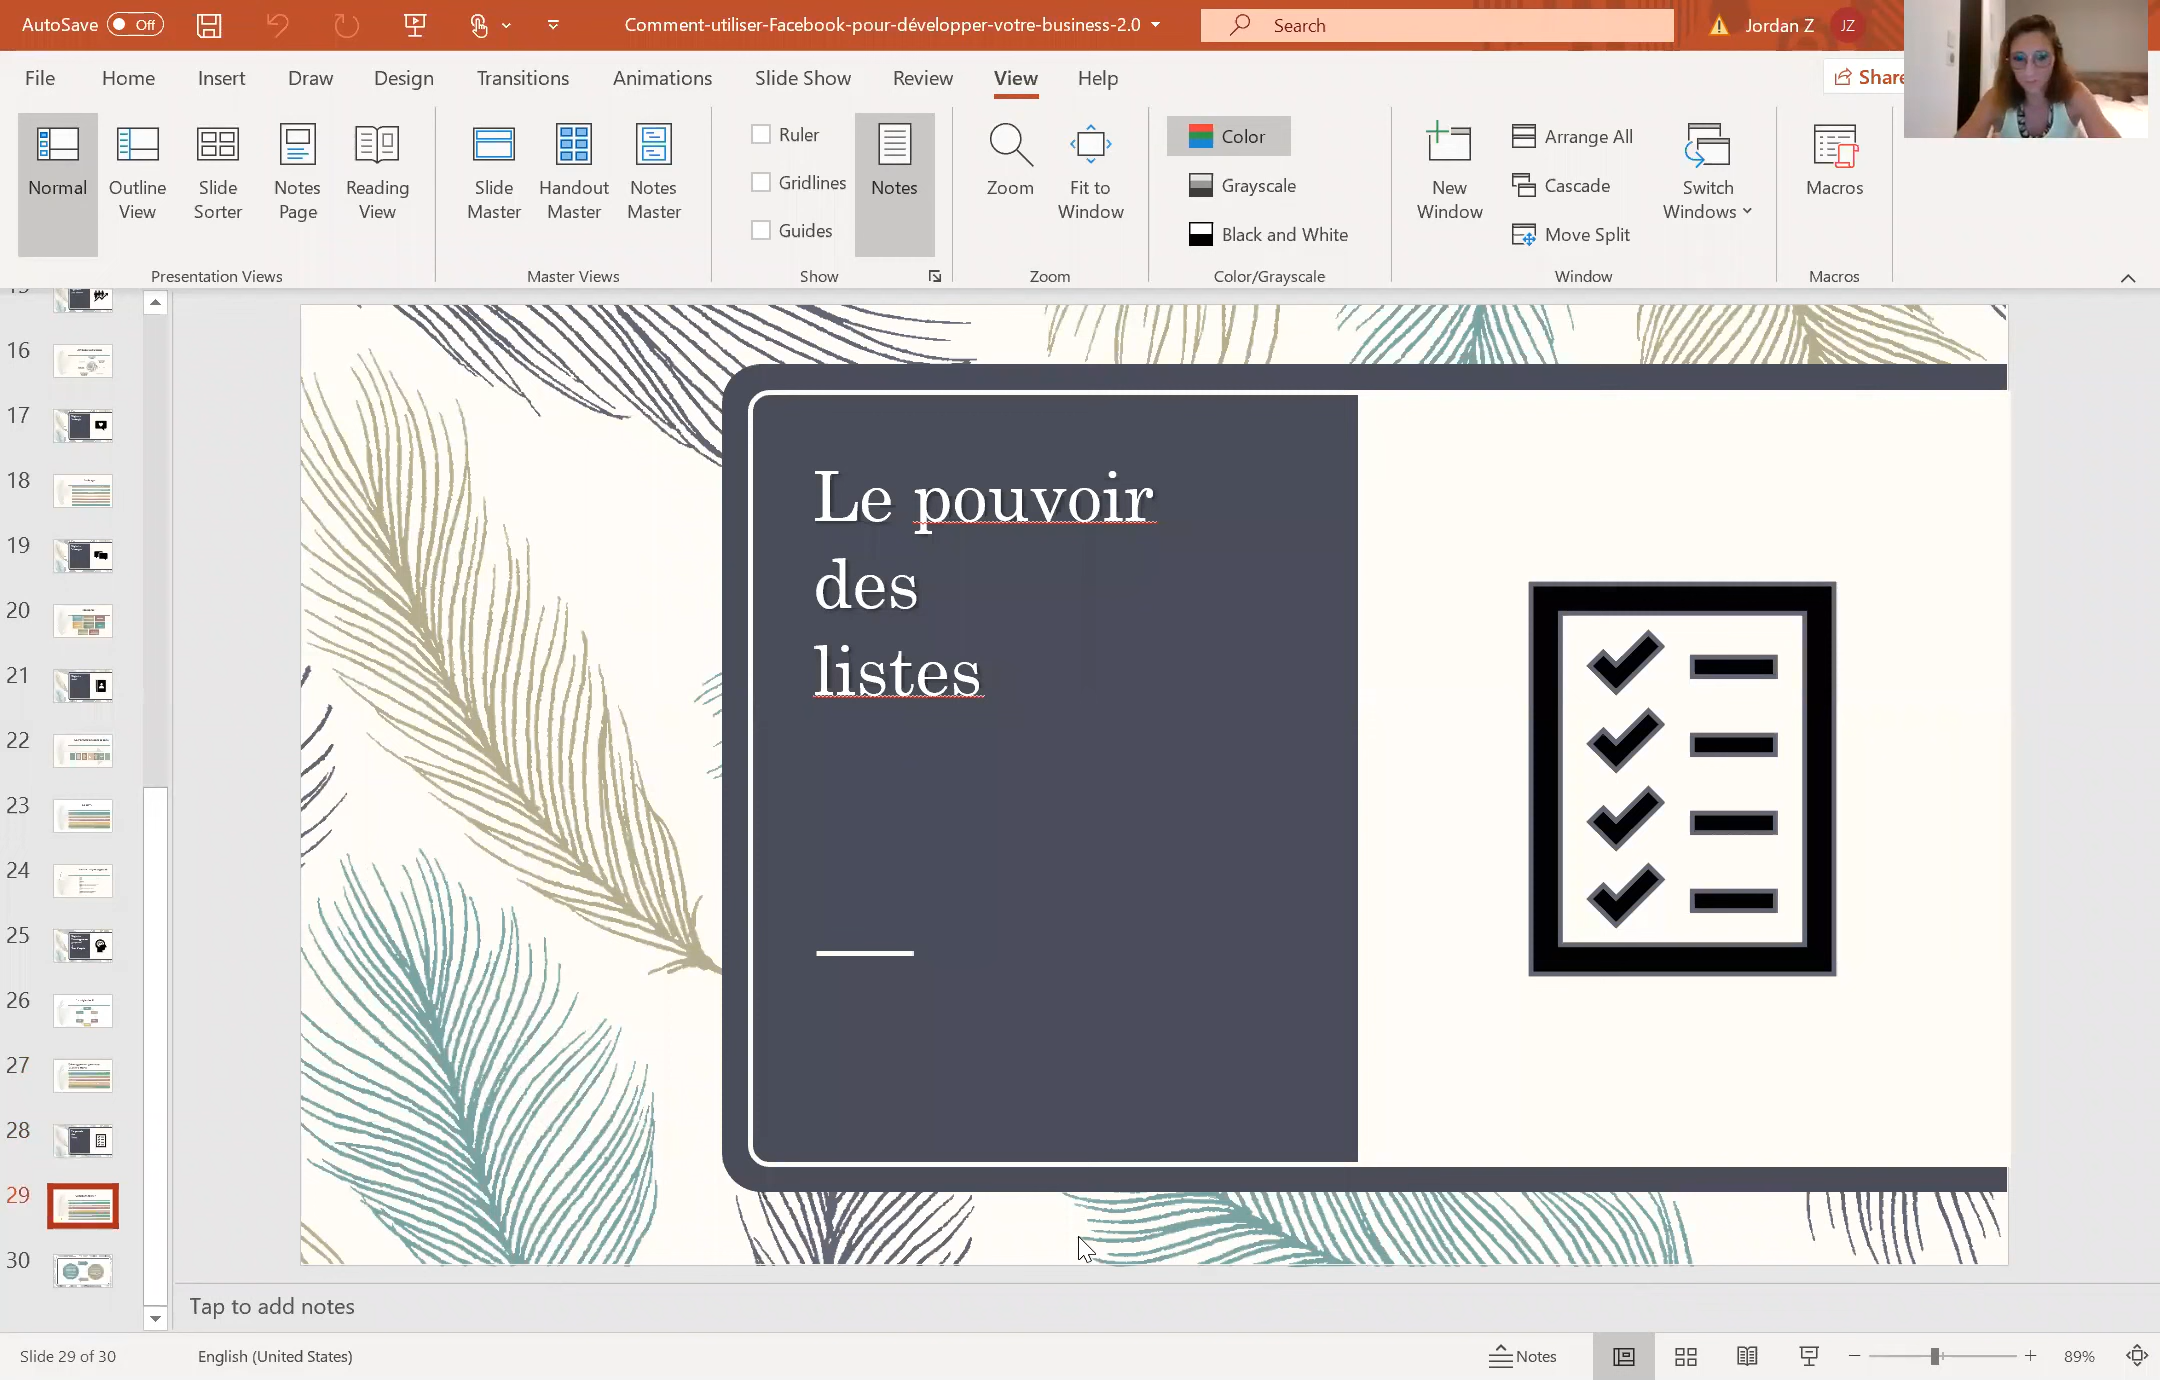 AutoSave Off
Comment-utiliser-Facebook-pour-développer-votre-business-2.0
Search
Jordan Z JZ
File Home Insert Draw Design Transitions Animations Slide Show Review View Help
Share
Normal
Outline View
Slide Sorter
Notes Page
Reading View
Presentation Views
Slide Master
Handout Master
Notes Master
Master Views
Ruler
Gridlines
Guides
Notes
Show
Zoom
Fit to Window
Zoom
Color
Grayscale
Black and White
Color/Grayscale
New Window
Arrange All
Cascade
Move Split
Switch Windows
Window
Macros
Macros
16
17
18
19
20
21
22
23
24
25
26
27
28
29
30
Le pouvoir
des
listes
Tap to add notes
Slide 29 of 30 English (United States) Notes 89%